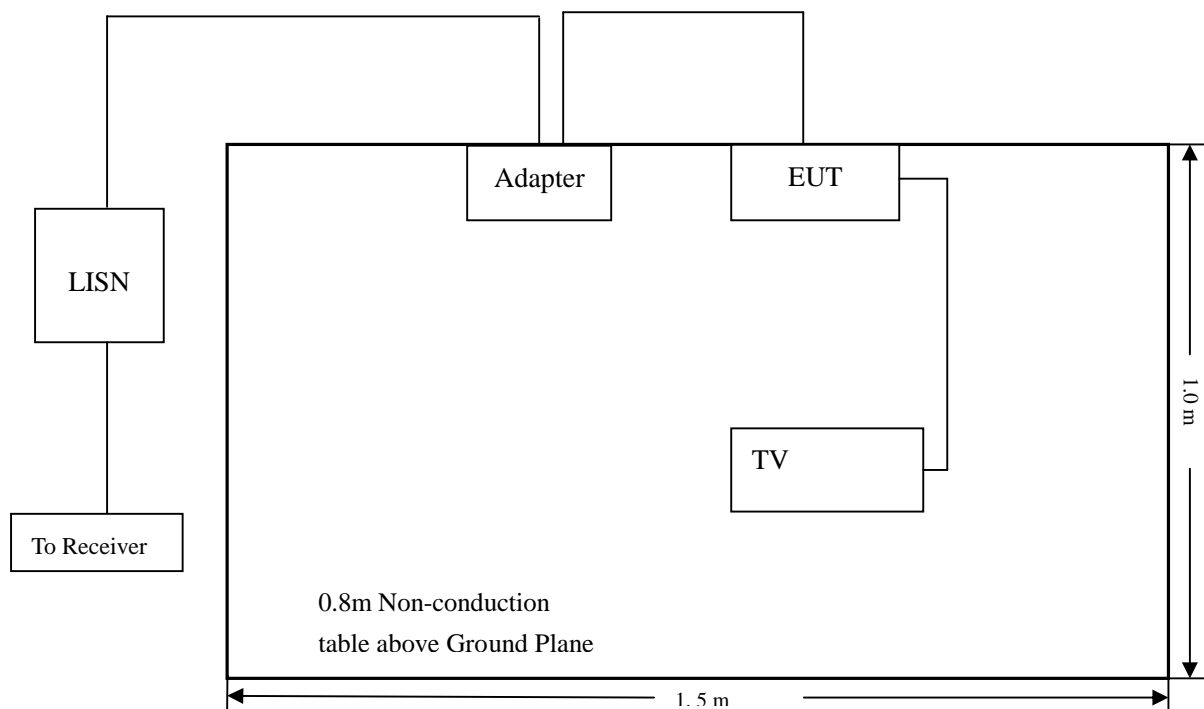 Adapter
EUT
LISN
1.0 m
TV
To Receiver
0.8m Non-conduction
table above Ground Plane
1. 5 m